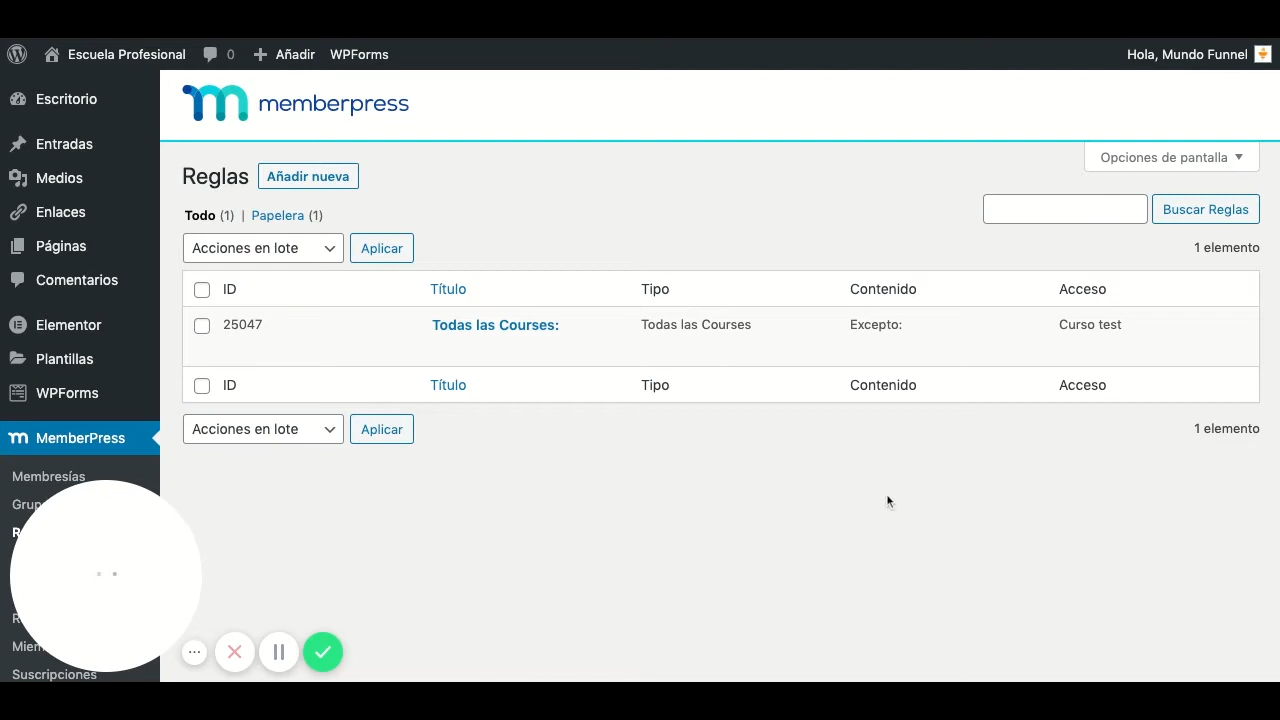 Escuela Profesional 0 Añadir WPForms Hola, Mundo Funnel
Escritorio
Entradas
Medios
Enlaces
Páginas
Comentarios
Elementor
Plantillas
WPForms
MemberPress
Membresías
Suscripciones
memberpress
Opciones de pantalla
Reglas Añadir nueva
Todo (1) | Papelera (1)
Buscar Reglas
Acciones en lote Aplicar 1 elemento
ID Título Tipo Contenido Acceso
25047 Todas las Courses: Todas las Courses Excepto: Curso test
ID Título Tipo Contenido Acceso
Acciones en lote Aplicar 1 elemento